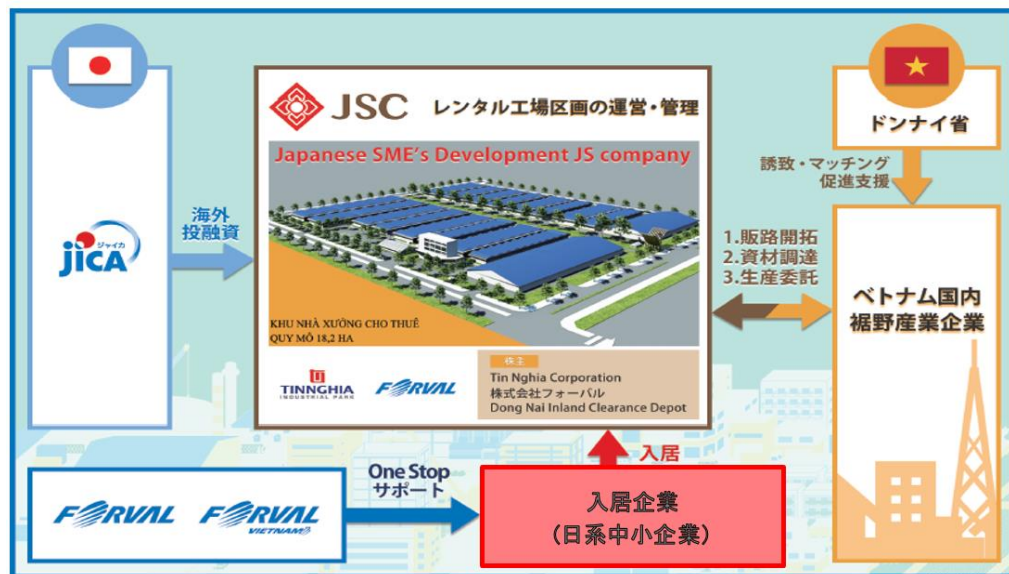 JSC レンタル工場区画の運営・管理
Japanese SME's Development JS company
KHU NHÀ XƯỞNG CHO THUÊ
QUY MÔ 18,2 HA
TINNGHIA
INDUSTRIAL PARK
FORVAL
株主
Tin Nghia Corporation
株式会社フォーバル
Dong Nai Inland Clearance Depot
ジャイカ
jICA
海外
投融資
ドンナイ省
誘致・マッチング
促進支援
1.販路開拓
2.資材調達
3.生産委託
ベトナム国内
裾野産業企業
入居
One Stop
サポート
FORVAL
FORVAL
VIETNAM
入居企業
(日系中小企業)